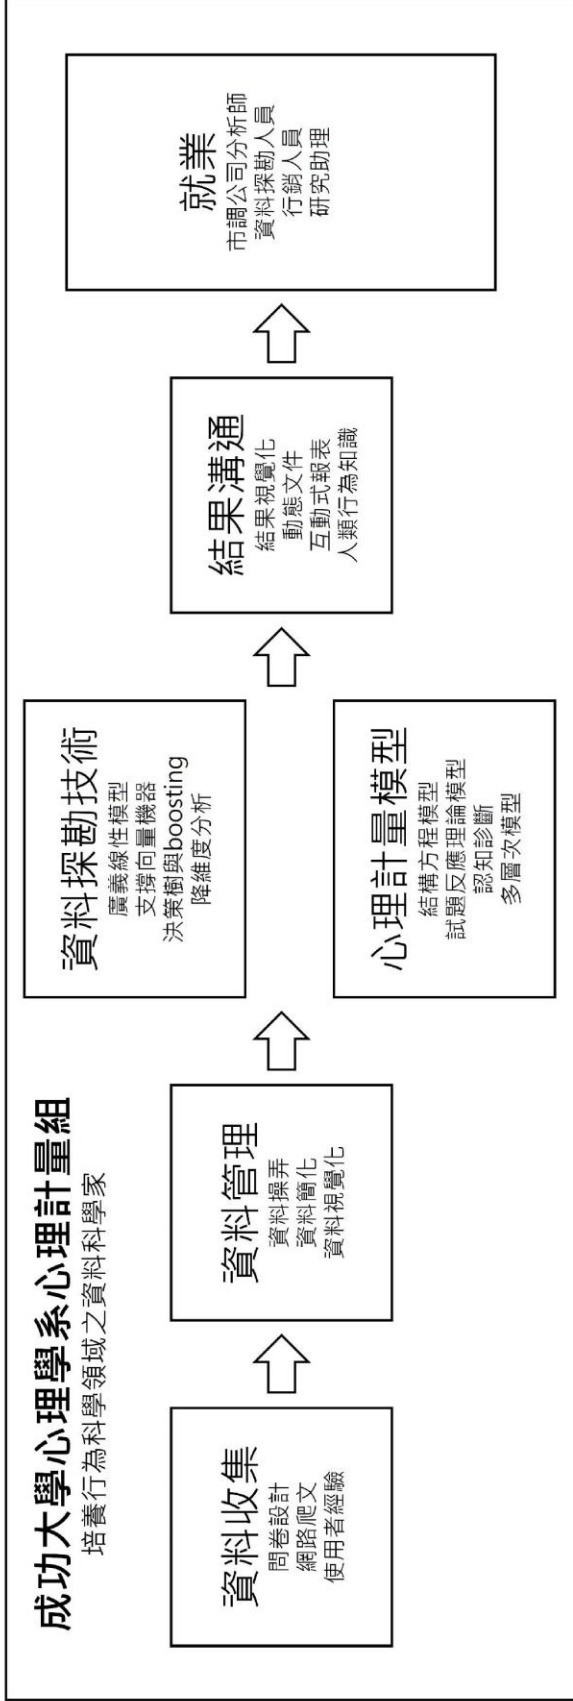 成功大學心理學系心理計量組
培養行為科學領域之資料科學家
資料收集
問卷設計
網路爬文
使用者經驗
資料管理
資料操弄
資料簡化
資料視覺化
資料探勘技術
廣義線性模型
支撐向量機器
決策樹與boosting
降維度分析
心理計量模型
結構方程模型
試題反應理論模型
認知診斷
多層次模型
結果溝通
結果視覺化
動態文件
互動式報表
人類行為知識
就業
市調公司分析師
資料探勘人員
行銷人員
研究助理